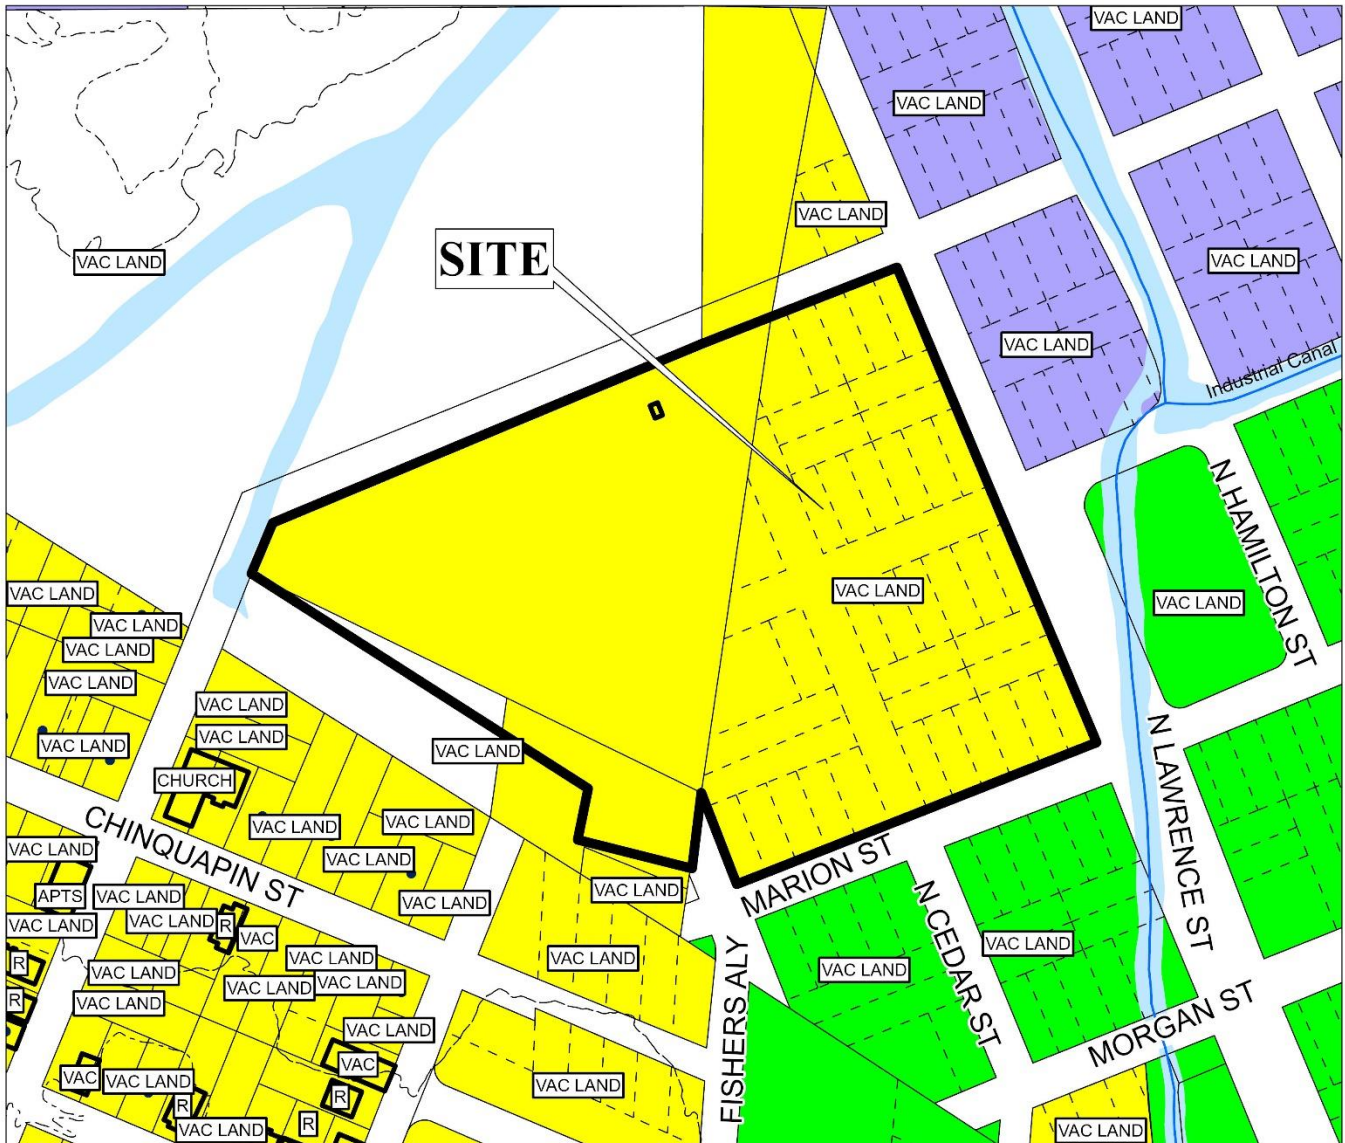 VAC LAND
VAC LAND
VAC LAND
SITE
VAC LAND
VAC LAND
VAC LAND
Industrial Canal
N HAMILTON ST
VAC LAND
VAC LAND
VAC LAND
VAC LAND
VAC LAND
VAC LAND
VAC LAND
VAC LAND
VAC LAND
VAC LAND
VAC LAND
CHURCH
N LAWRENCE ST
CHINQUAPIN ST
VAC LAND
VAC LAND
VAC LAND
VAC LAND
MARION ST
APTS
VAC LAND
VAC LAND
VAC LAND
VAC LAND
VAC LAND
R
VAC
N CEDAR ST
VAC LAND
VAC LAND
VAC LAND
VAC LAND
R
VAC LAND
VAC LAND
VAC LAND
VAC LAND
R
VAC LAND
FISHERS ALY
MORGAN ST
VAC LAND
VAC
VAC
VAC LAND
VAC LAND
R
R
R
VAC LAND
VAC LAND